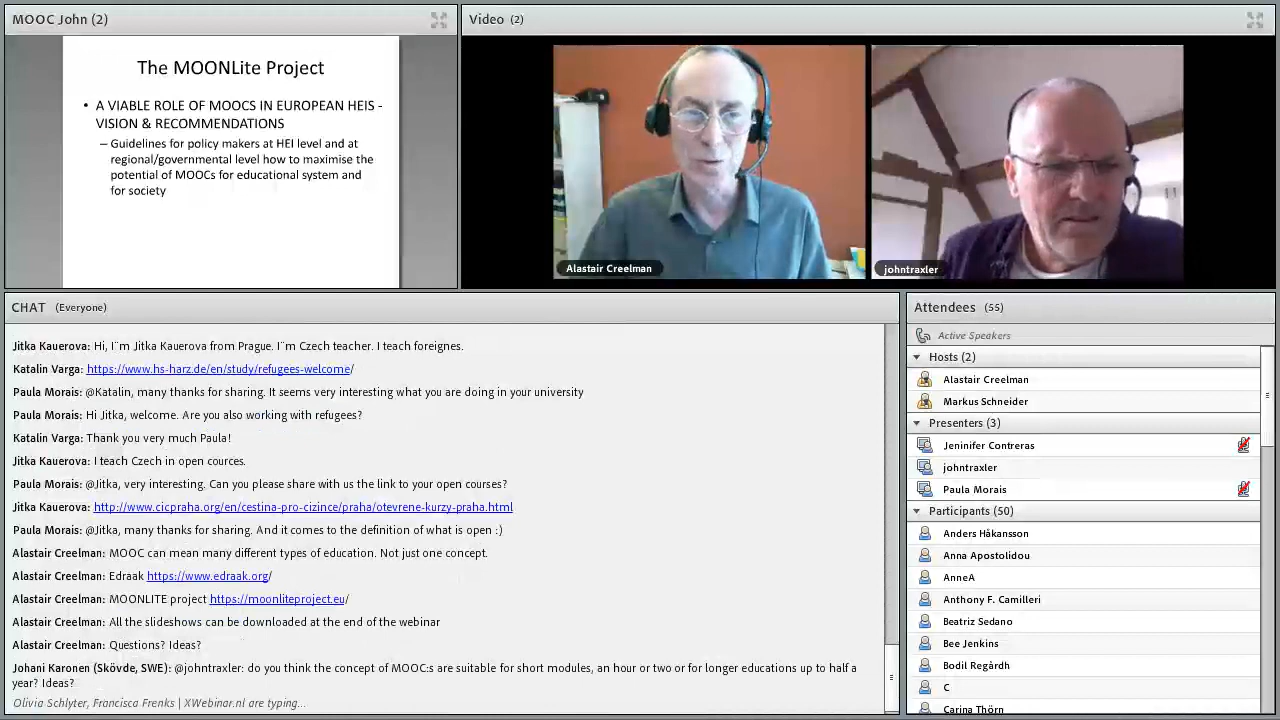 MOOC John (2)
The MOONLite Project
• A VIABLE ROLE OF MOOCS IN EUROPEAN HEIS -
VISION & RECOMMENDATIONS
– Guidelines for policy makers at HEI level and at
regional/governmental level how to maximise the
potential of MOOCs for educational system and
for society
Video (2)
Alastair Creelman
johntraxler
CHAT (Everyone)
Jitka Kauerova: Hi, I¨m Jitka Kauerova from Prague. I¨m Czech teacher. I teach foreignes.
Katalin Varga: https://www.hs-harz.de/en/study/refugees-welcome/
Paula Morais: @Katalin, many thanks for sharing. It seems very interesting what you are doing in your university
Paula Morais: Hi Jitka, welcome. Are you also working with refugees?
Katalin Varga: Thank you very much Paula!
Jitka Kauerova: I teach Czech in open courses.
Paula Morais: @Jitka, very interesting. Can you please share with us the link to your open courses?
Jitka Kauerova: http://www.cicpraha.org/en/cestina-pro-cizince/praha/otevrene-kurzy-praha.html
Paula Morais: @Jitka, many thanks for sharing. And it comes to the definition of what is open :)
Alastair Creelman: MOOC can mean many different types of education. Not just one concept.
Alastair Creelman: Edraak https://www.edraak.org/
Alastair Creelman: MOONLITE project https://moonliteproject.eu/
Alastair Creelman: All the slideshows can be downloaded at the end of the webinar
Alastair Creelman: Questions? Ideas?
Johani Karonen (Skövde, SWE): @johntraxler: do you think the concept of MOOC:s are suitable for short modules, an hour or two or for longer educations up to half a
year? Ideas?
Olivia Schlyter, Francisca Frenks | XWebinar.nl are typing...
Attendees (55)
Active Speakers
Hosts (2)
Alastair Creelman
Markus Schneider
Presenters (3)
Jeninifer Contreras
johntraxler
Paula Morais
Participants (50)
Anders Håkansson
Anna Apostolidou
AnneA
Anthony F. Camilleri
Beatriz Sedano
Bee Jenkins
Bodil Regårdh
C
Carina Thörn